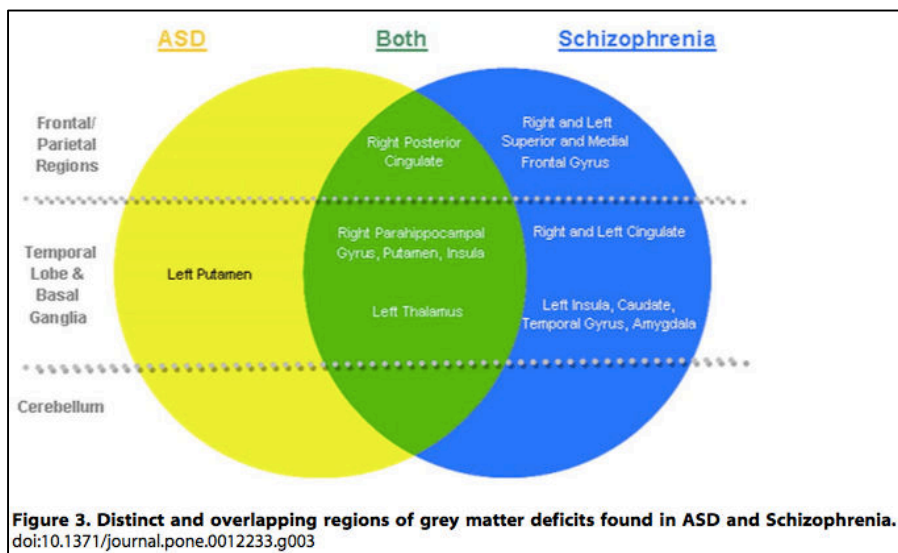 ASD Both Schizophrenia
Frontal/
Parietal
Regions
Right Posterior
Cingulate
Right and Left
Superior and Medial
Frontal Gyrus
Temporal
Lobe &
Basal
Ganglia
Left Putamen
Right Parahippocampal
Gyrus, Putamen, Insula
Left Thalamus
Right and Left Cingulate
Left Insula, Caudate,
Temporal Gyrus, Amygdala
Cerebellum
Figure 3. Distinct and overlapping regions of grey matter deficits found in ASD and Schizophrenia.
doi:10.1371/journal.pone.0012233.g003